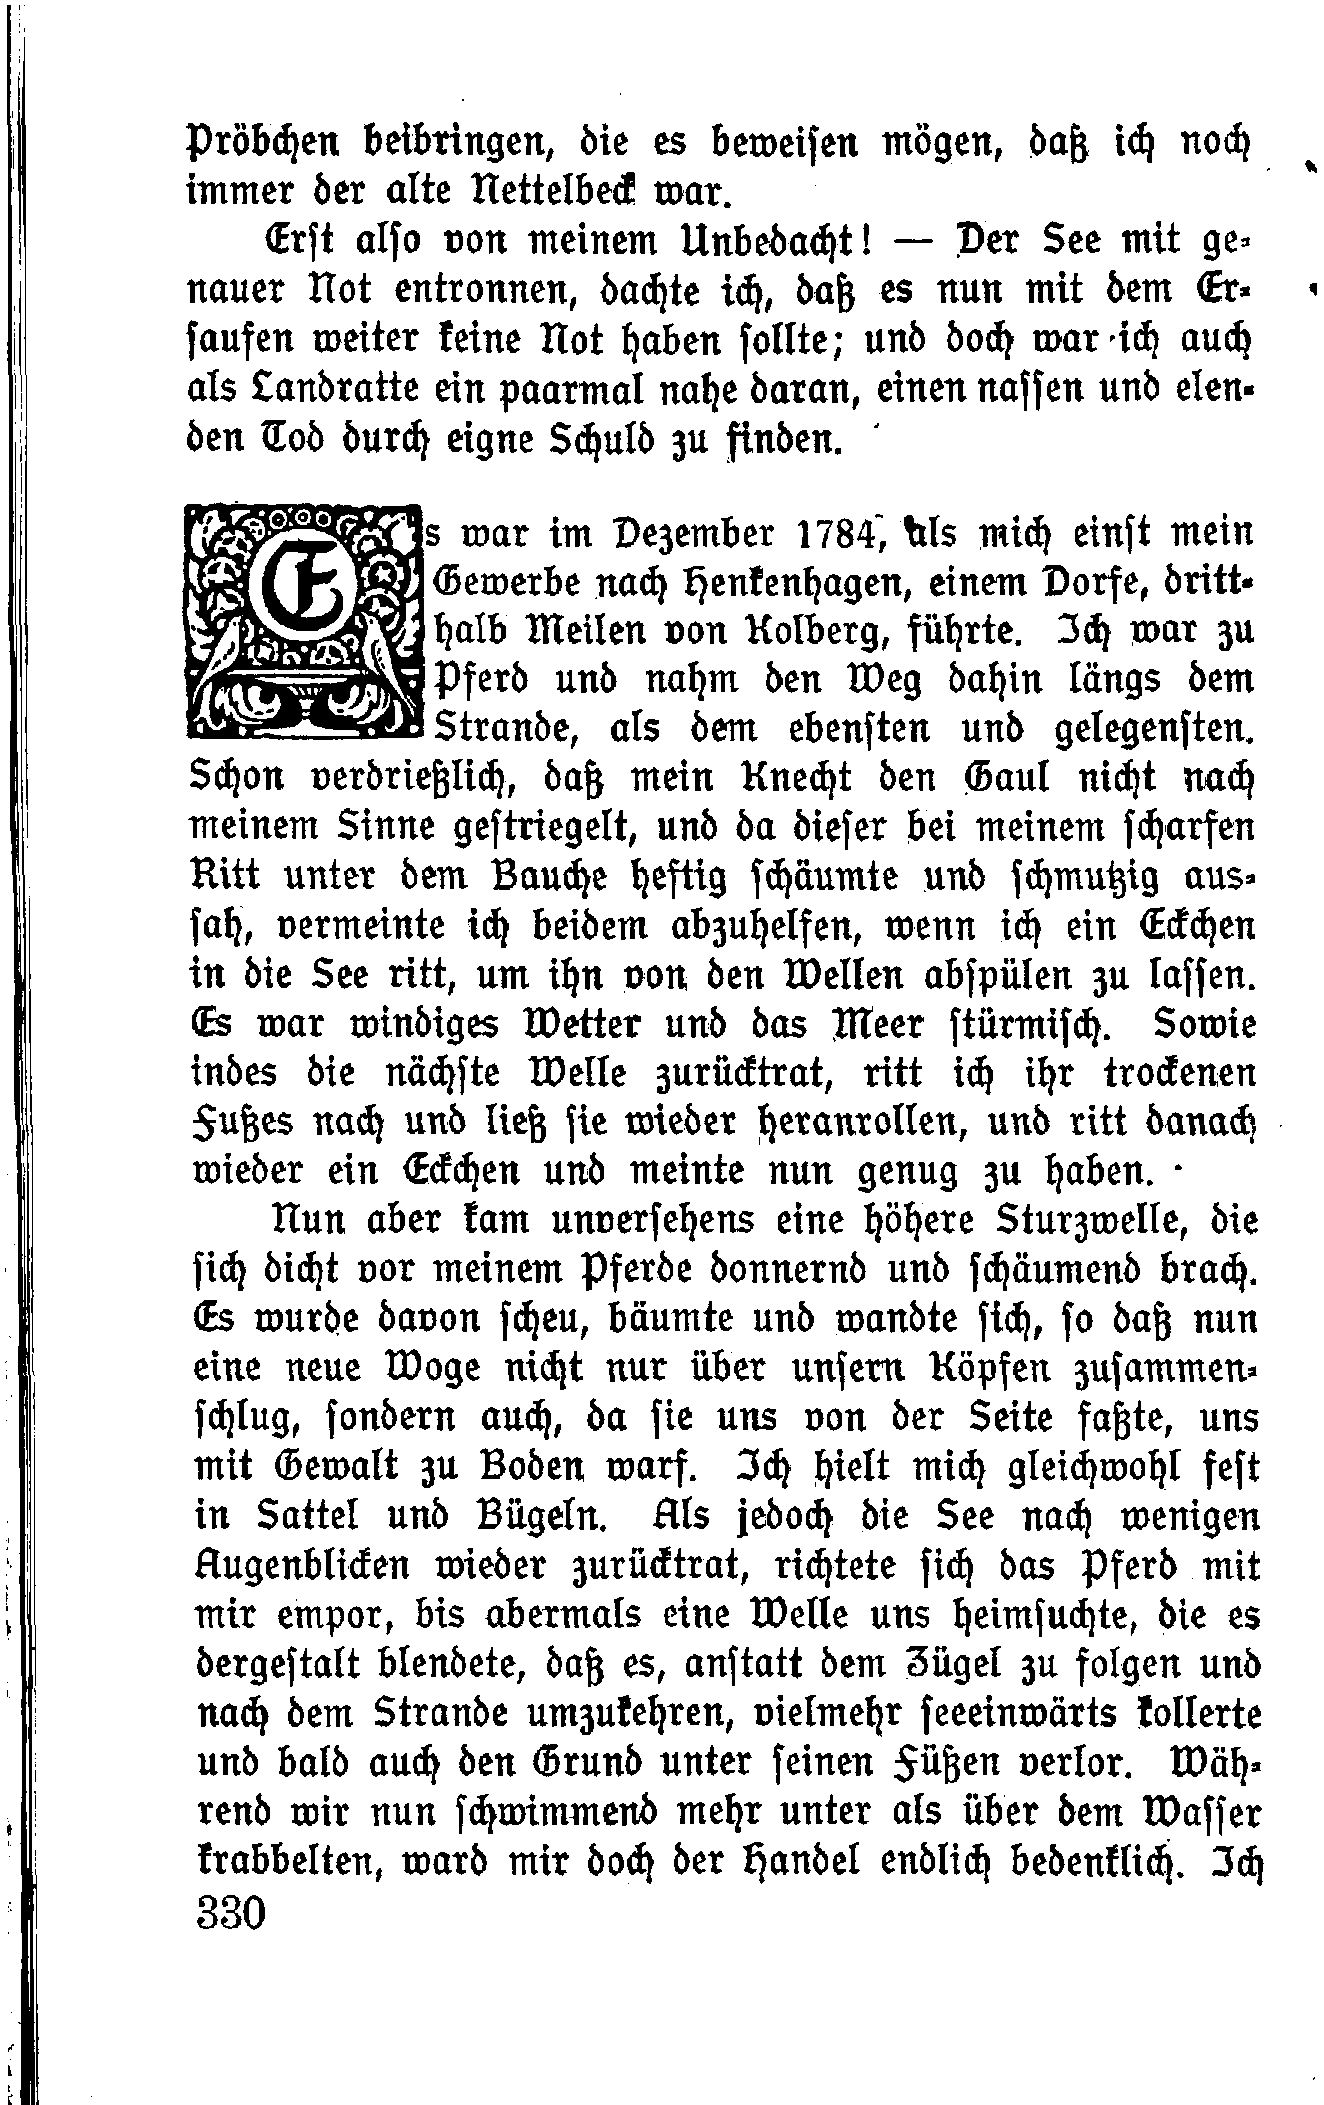 Pröbchen beibringen, die es beweisen mögen, daß ich noch
immer der alte Nettelbeck war.
Erst also von meinem Unbedacht! — Der See mit ge-
nauer Not entronnen, dachte ich, daß es nun mit dem Er-
saufen weiter keine Not haben sollte; und doch war ich auch
als Landratte ein paarmal nahe daran, einen nassen und elen-
den Tod durch eigne Schuld zu finden.
Es war im Dezember 1784, als mich einst mein
Gewerbe nach Henkenhagen, einem Dorfe, dritt-
halb Meilen von Kolberg, führte. Ich war zu
Pferd und nahm den Weg dahin längs dem
Strande, als dem ebensten und gelegensten.
Schon verdrießlich, daß mein Knecht den Gaul nicht nach
meinem Sinne gestriegelt, und da dieser bei meinem scharfen
Ritt unter dem Bauche heftig schäumte und schmutzig aus-
sah, vermeinte ich beidem abzuhelfen, wenn ich ein Eckchen
in die See ritt, um ihn von den Wellen abspülen zu lassen.
Es war windiges Wetter und das Meer stürmisch. Sowie
indes die nächste Welle zurücktrat, ritt ich ihr trockenen
Fußes nach und ließ sie wieder heranrollen, und ritt danach
wieder ein Eckchen und meinte nun genug zu haben.
Nun aber kam unversehens eine höhere Sturzwelle, die
sich dicht vor meinem Pferde donnernd und schäumend brach.
Es wurde davon scheu, bäumte und wandte sich, so daß nun
eine neue Woge nicht nur über unsern Köpfen zusammen-
schlug, sondern auch, da sie uns von der Seite faßte, uns
mit Gewalt zu Boden warf. Ich hielt mich gleichwohl fest
in Sattel und Bügeln. Als jedoch die See nach wenigen
Augenblicken wieder zurücktrat, richtete sich das Pferd mit
mir empor, bis abermals eine Welle uns heimsuchte, die es
dergestalt blendete, daß es, anstatt dem Zügel zu folgen und
nach dem Strande umzukehren, vielmehr seeeinwärts kollerte
und bald auch den Grund unter seinen Füßen verlor. Wäh-
rend wir nun schwimmend mehr unter als über dem Wasser
krabbelten, ward mir doch der Handel endlich bedenklich. Ich
330